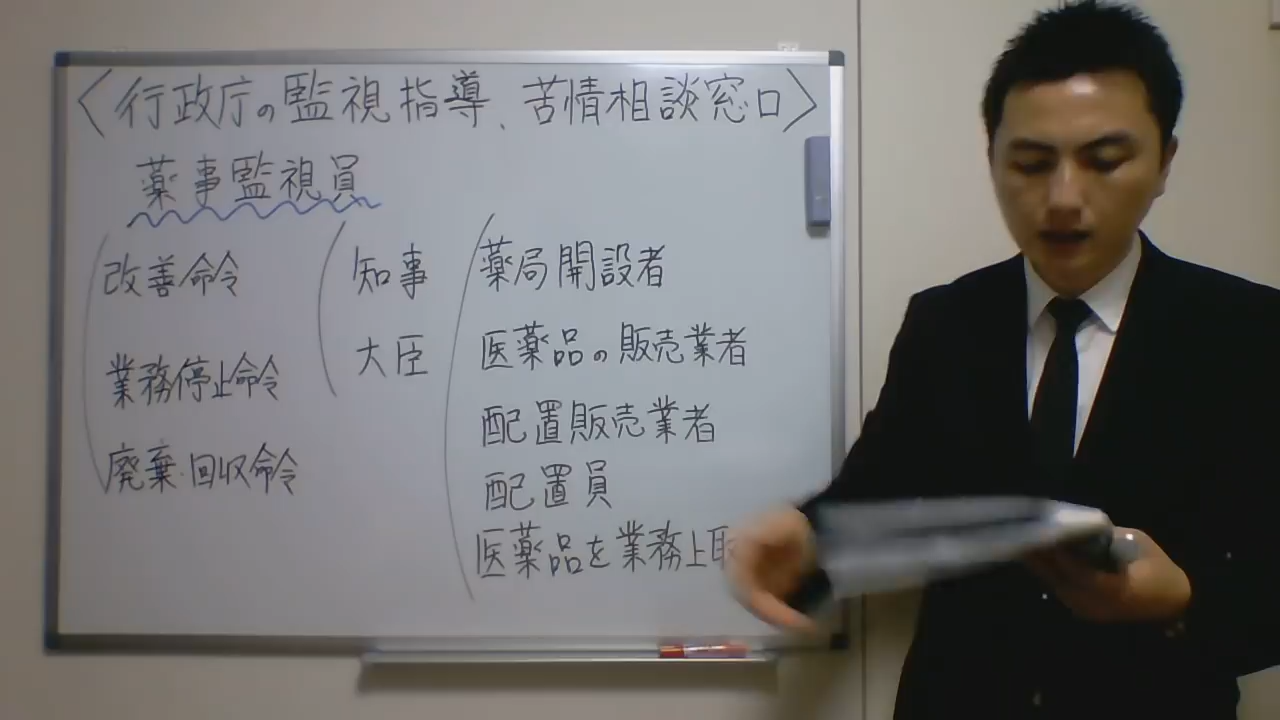 〈行政庁の監視指導、苦情相談窓口〉
薬事監視員
改善命令
業務停止命令
廃棄・回収命令
知事
大臣
薬局開設者
医薬品の販売業者
配置販売業者
配置員
医薬品を業務上取